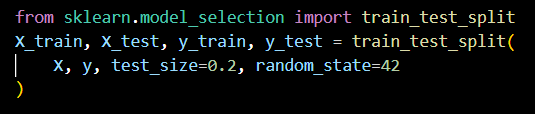 from sklearn.model_selection import train_test_split
X_train, X_test, y_train, y_test = train_test_split(
    X, y, test_size=0.2, random_state=42
)